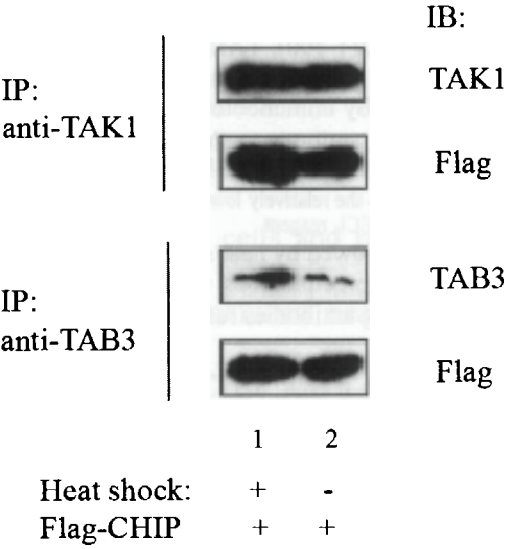 IB:
IP:
anti-TAK1
TAK1
Flag
IP:
anti-TAB3
TAB3
Flag
1 2
Heat shock: + -
Flag-CHIP + +